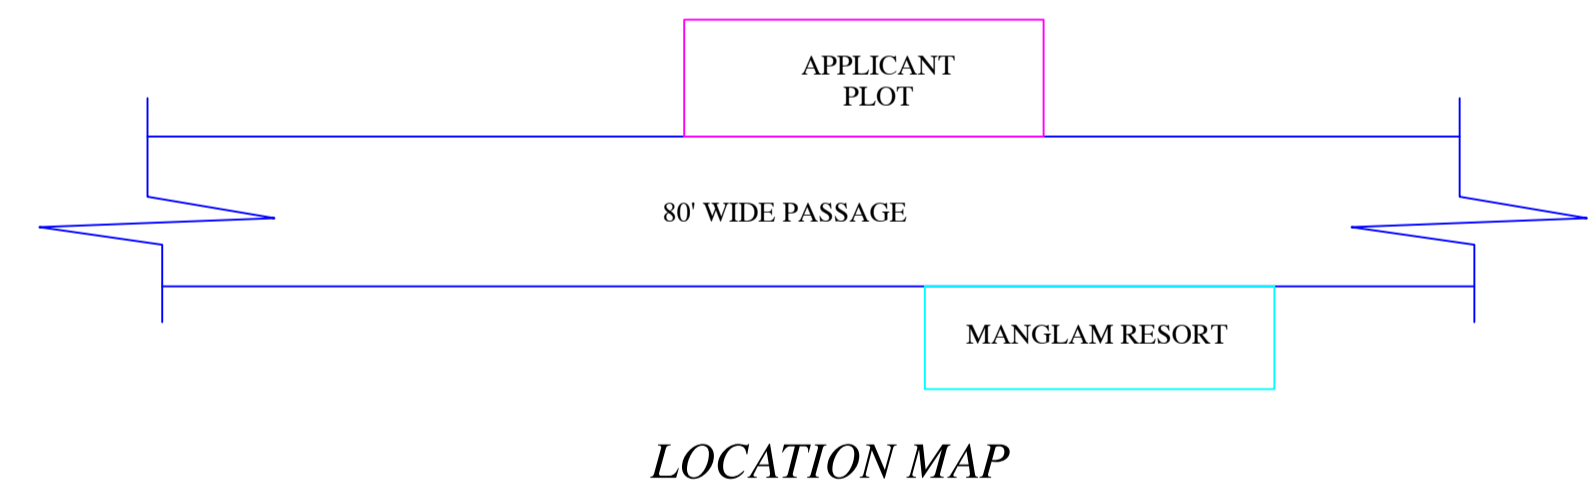 APPLICANT
PLOT
80' WIDE PASSAGE
MANGLAM RESORT
LOCATION MAP